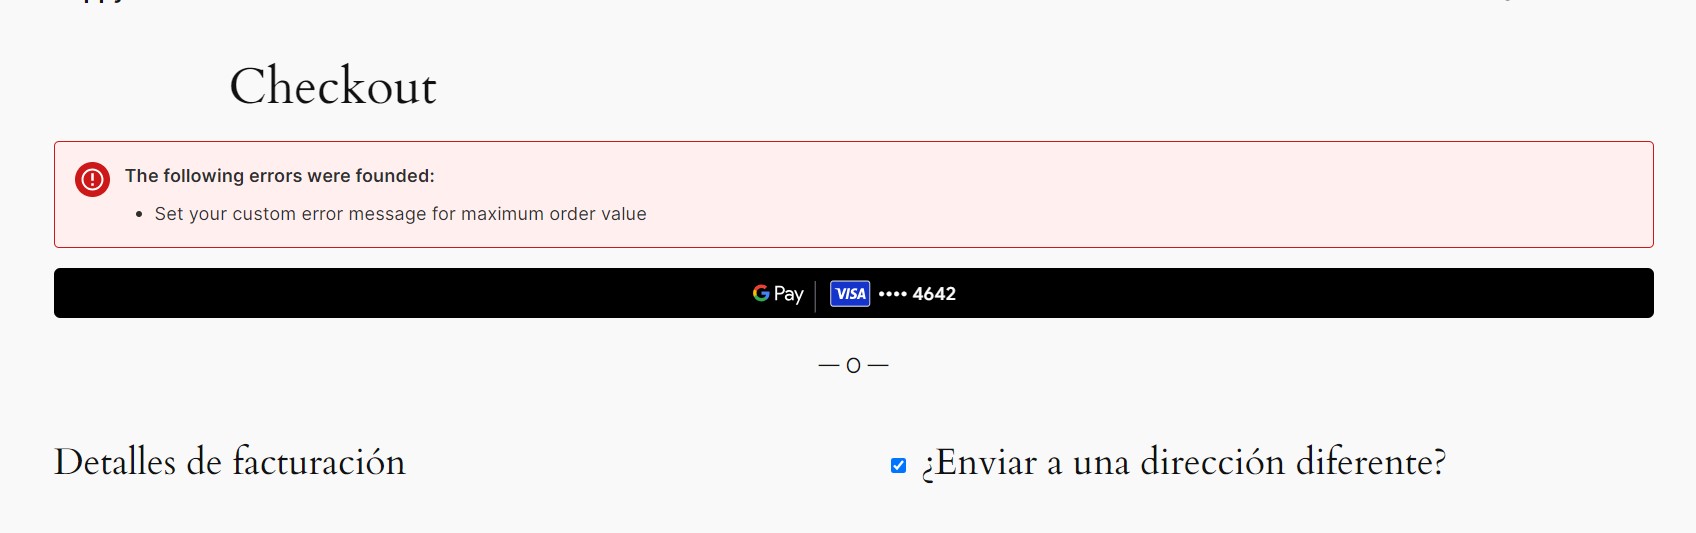 Checkout
The following errors were founded:
• Set your custom error message for maximum order value
G Pay | VISA •••• 4642
— O —
Detalles de facturación
¿Enviar a una dirección diferente?